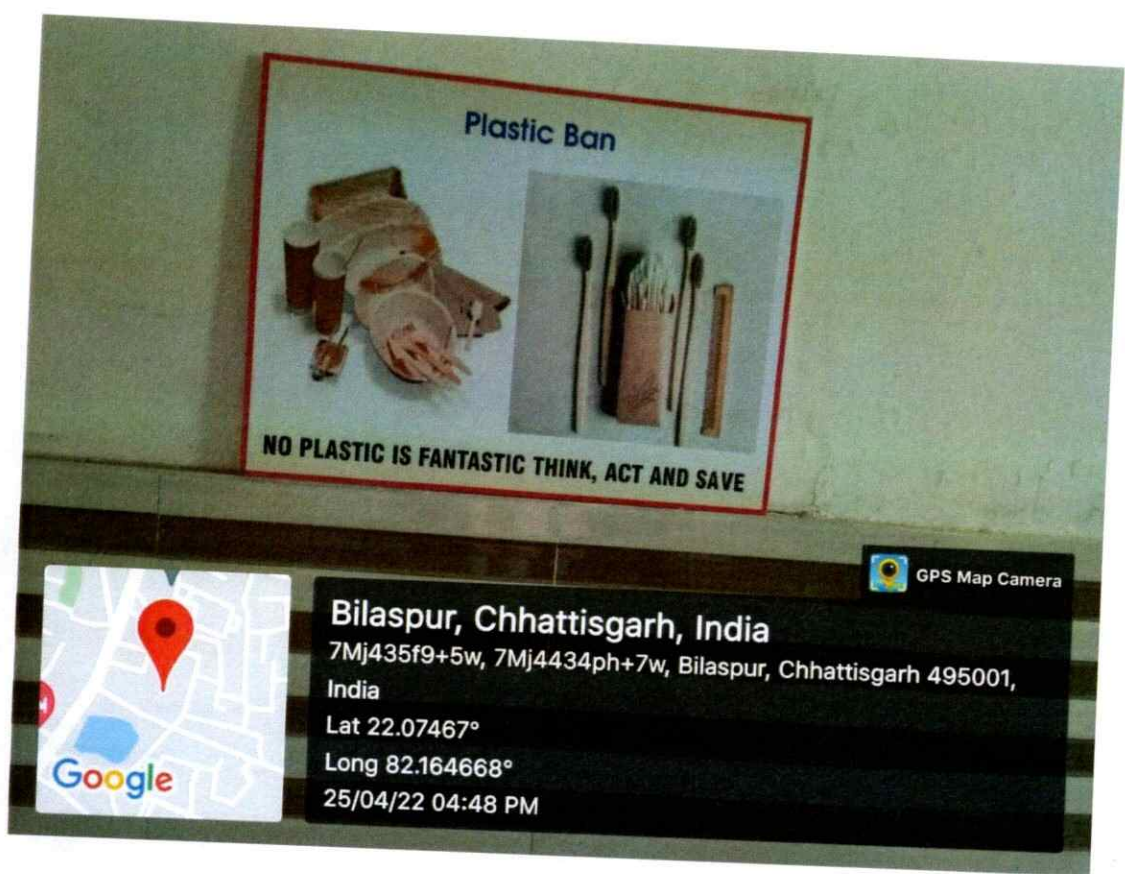 Plastic Ban
NO PLASTIC IS FANTASTIC THINK, ACT AND SAVE
GPS Map Camera
Bilaspur, Chhattisgarh, India
7Mj435f9+5w, 7Mj4434ph+7w, Bilaspur, Chhattisgarh 495001,
India
Lat 22.07467°
Long 82.164668°
25/04/22 04:48 PM
Google